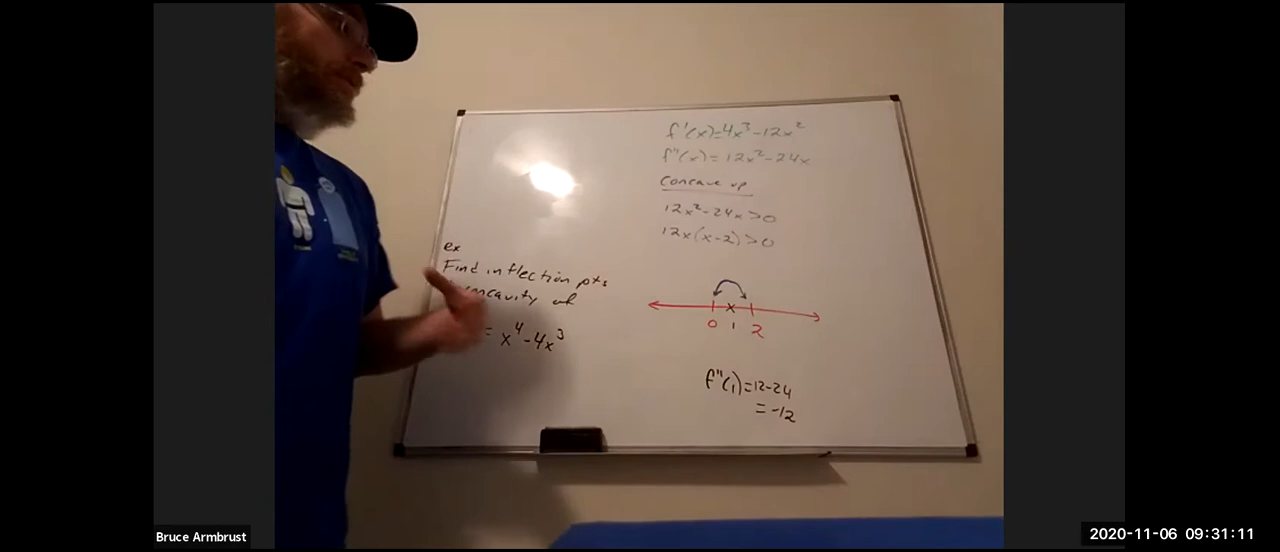 f'(x)=4x³-12x²
f"(x)=12x²-24x
Concave up
12x²-24x>0
12x(x-2)>0
ex
Find inflection pts
concavity of
= x⁴-4x³
0 1 2
f"(1)=12-24
= -12
Bruce Armbrust
2020-11-06 09:31:11